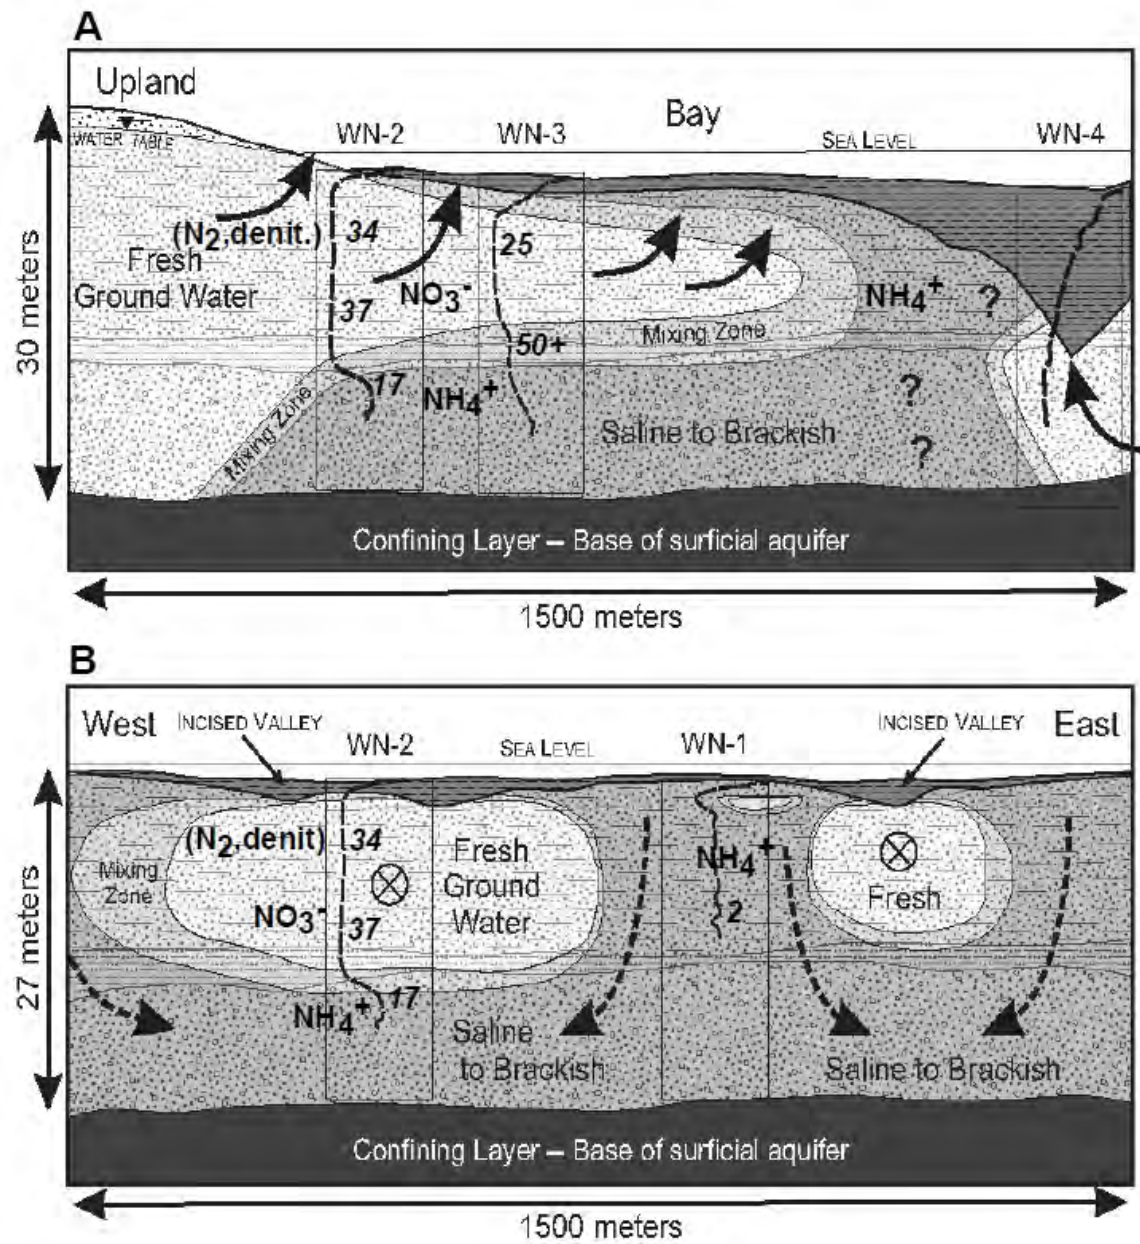 A
Upland
Bay
WATER TABLE
WN-2
WN-3
SEA LEVEL
WN-4
30 meters
(N2,denit.)
34
25
Fresh
Ground Water
NO3-
NH4+
?
37
50+
Mixing Zone
17
NH4+
?
Mixing Zone
Saline to Brackish
?
Confining Layer – Base of surficial aquifer
1500 meters
B
West
INCISED VALLEY
INCISED VALLEY
East
WN-2
SEA LEVEL
WN-1
27 meters
(N2,denit)
34
Fresh
Ground
Water
NH4+
Mixing
Zone
Fresh
NO3-
37
2
17
NH4+
Saline
to Brackish
Saline to Brackish
Confining Layer – Base of surficial aquifer
1500 meters